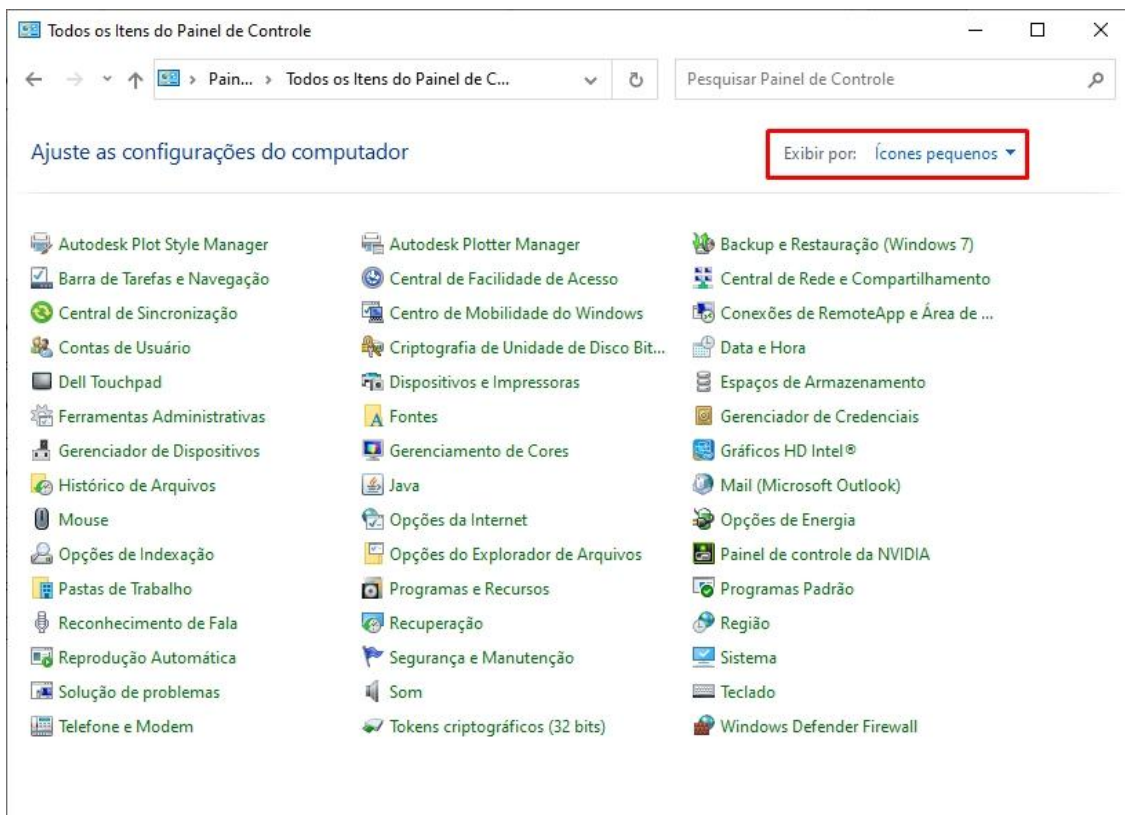 Todos os Itens do Painel de Controle
Pain... > Todos os Itens do Painel de C...
Pesquisar Painel de Controle
Ajuste as configurações do computador
Exibir por: Ícones pequenos
Autodesk Plot Style Manager
Autodesk Plotter Manager
Backup e Restauração (Windows 7)
Barra de Tarefas e Navegação
Central de Facilidade de Acesso
Central de Rede e Compartilhamento
Central de Sincronização
Centro de Mobilidade do Windows
Conexões de RemoteApp e Área de ...
Contas de Usuário
Criptografia de Unidade de Disco Bit...
Data e Hora
Dell Touchpad
Dispositivos e Impressoras
Espaços de Armazenamento
Ferramentas Administrativas
Fontes
Gerenciador de Credenciais
Gerenciador de Dispositivos
Gerenciamento de Cores
Gráficos HD Intel®
Histórico de Arquivos
Java
Mail (Microsoft Outlook)
Mouse
Opções da Internet
Opções de Energia
Opções de Indexação
Opções do Explorador de Arquivos
Painel de controle da NVIDIA
Pastas de Trabalho
Programas e Recursos
Programas Padrão
Reconhecimento de Fala
Recuperação
Região
Reprodução Automática
Segurança e Manutenção
Sistema
Solução de problemas
Som
Teclado
Telefone e Modem
Tokens criptográficos (32 bits)
Windows Defender Firewall